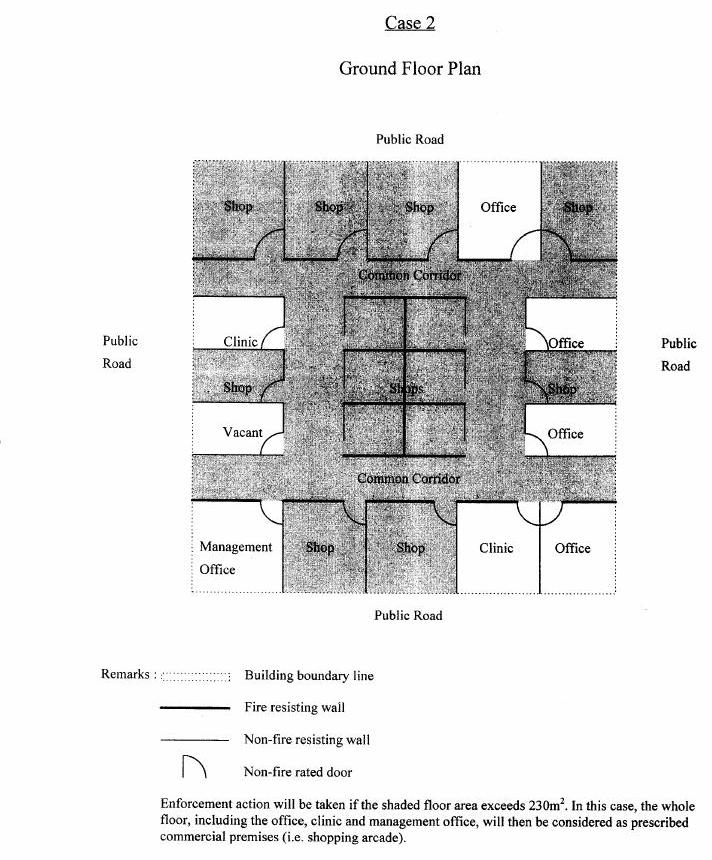 Case 2
Ground Floor Plan
Public Road
Shop Shop Shop Office Shop
Common Corridor
Clinic Office
Public Road
Public Road
Shop Shops Shop
Vacant Office
Common Corridor
Management Office Shop Shop Clinic Office
Public Road
Remarks : Building boundary line
Fire resisting wall
Non-fire resisting wall
Non-fire rated door
Enforcement action will be taken if the shaded floor area exceeds 230m². In this case, the whole
floor, including the office, clinic and management office, will then be considered as prescribed
commercial premises (i.e. shopping arcade).